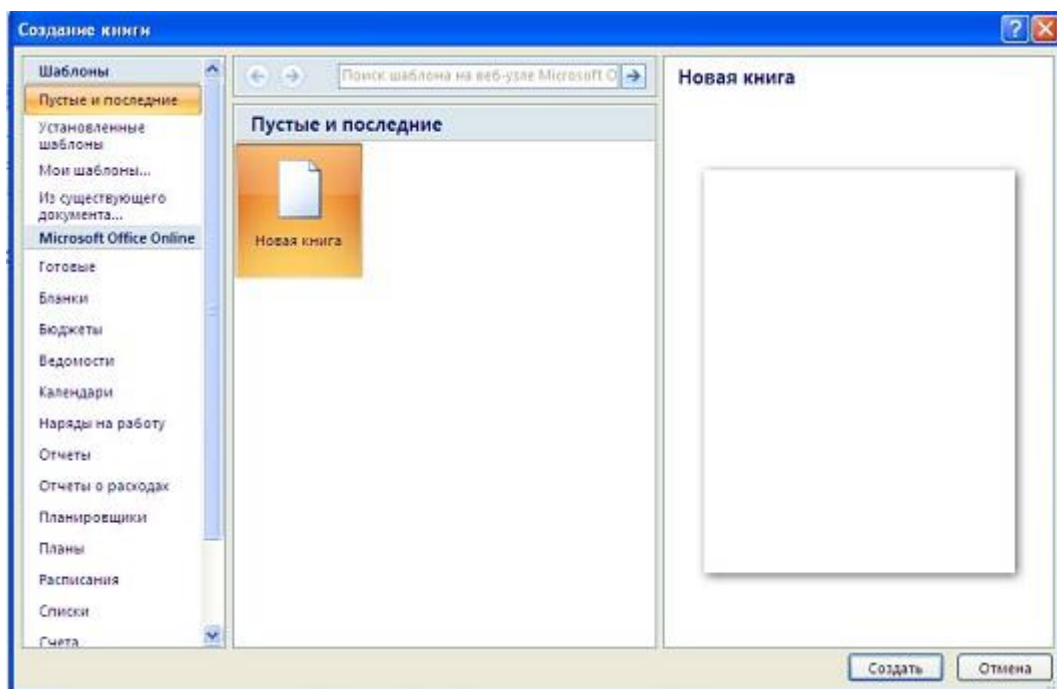 Создание книги
Шаблоны
Пустые и последние
Установленные
шаблоны
Мои шаблоны...
Из существующего
документа...
Microsoft Office Online
Готовые
Бланки
Бюджеты
Ведомости
Календари
Наряды на работу
Отчеты
Отчеты о расходах
Планировщики
Планы
Расписания
Списки
Счета
Поиск шаблона на веб-узле Microsoft O
Пустые и последние
Новая книга
Новая книга
Создать
Отмена